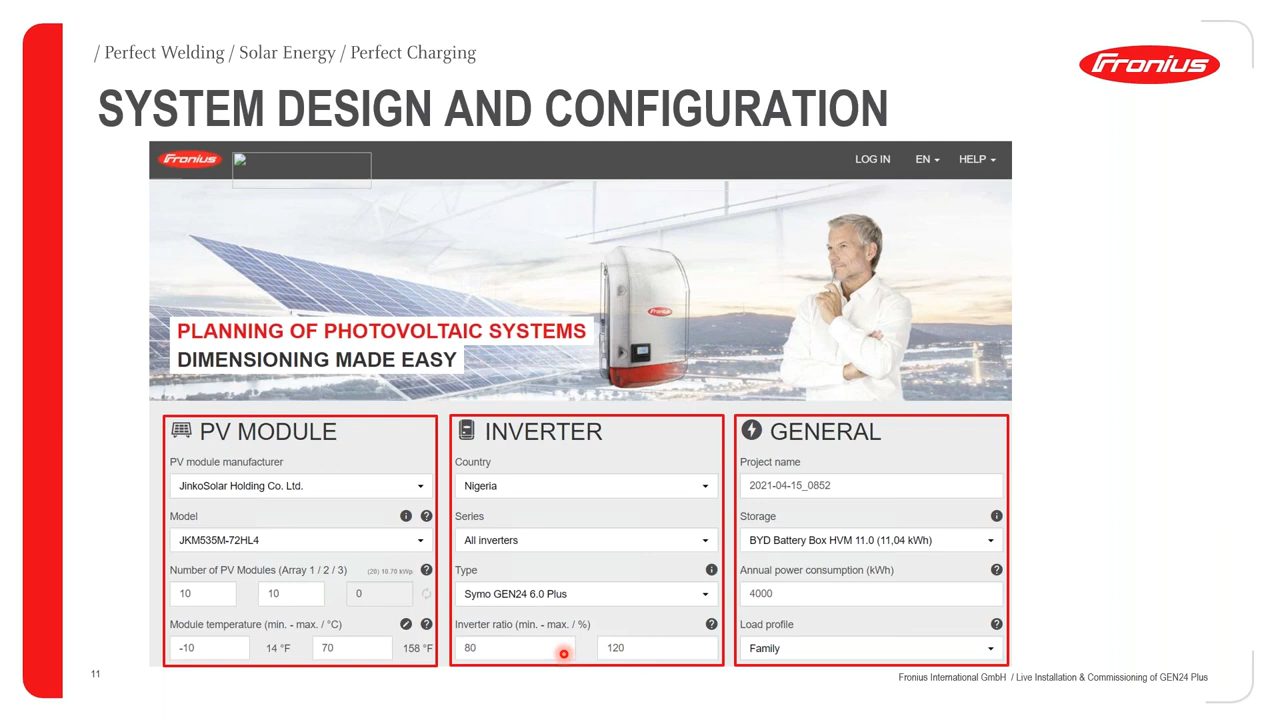 / Perfect Welding / Solar Energy / Perfect Charging
Fronius
SYSTEM DESIGN AND CONFIGURATION
Fronius
LOG IN EN HELP
Fronius
PLANNING OF PHOTOVOLTAIC SYSTEMS
DIMENSIONING MADE EASY
PV MODULE
PV module manufacturer
JinkoSolar Holding Co. Ltd.
Model
JKM535M-72HL4
Number of PV Modules (Array 1 / 2 / 3) (20) 10.70 kWp
10 10 0
Module temperature (min. - max. / °C)
-10 14 °F 70 158 °F
INVERTER
Country
Nigeria
Series
All inverters
Type
Symo GEN24 6.0 Plus
Inverter ratio (min. - max. / %)
80 120
GENERAL
Project name
2021-04-15_0852
Storage
BYD Battery Box HVM 11.0 (11,04 kWh)
Annual power consumption (kWh)
4000
Load profile
Family
11
Fronius International GmbH / Live Installation & Commissioning of GEN24 Plus